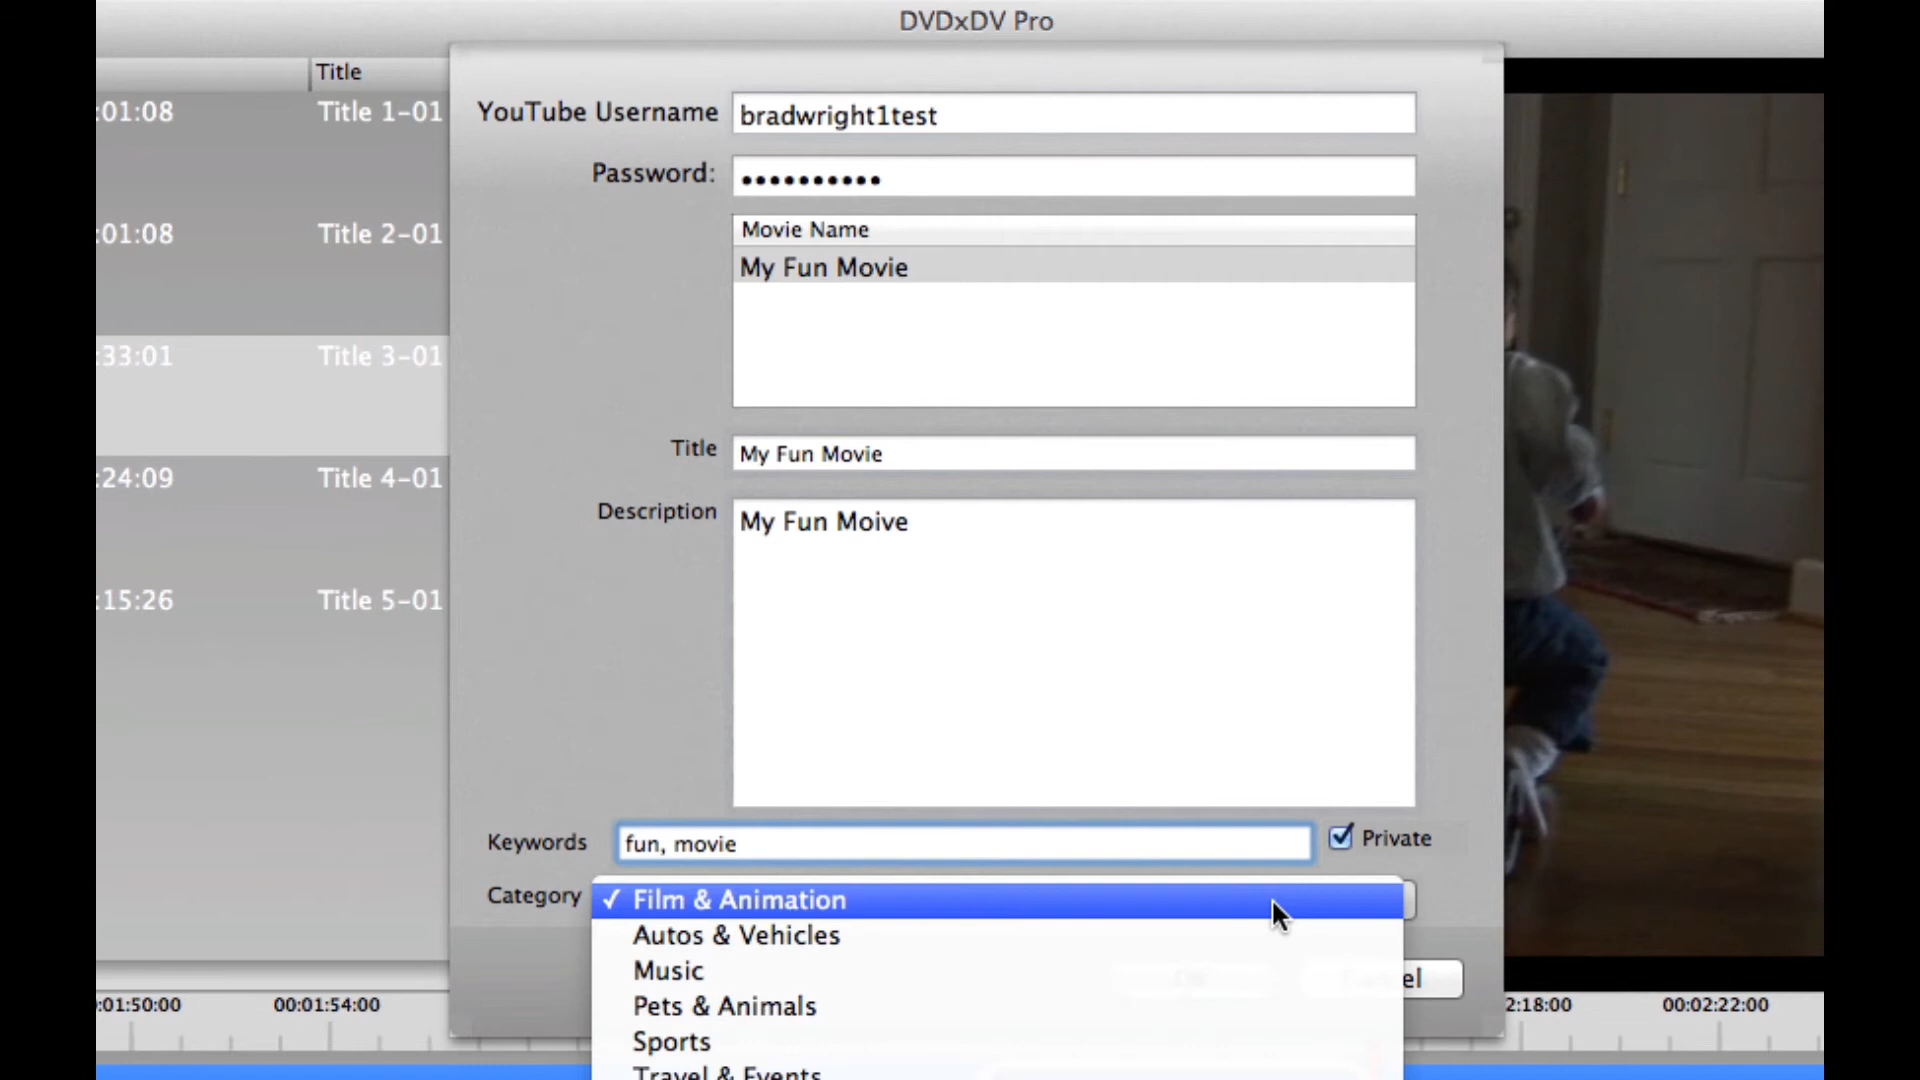 DVDxDV Pro
Title
:01:08 Title 1-01
:01:08 Title 2-01
:33:01 Title 3-01
:24:09 Title 4-01
:15:26 Title 5-01
YouTube Username bradwright1test
Password: ••••••••••
Movie Name
My Fun Movie
Title My Fun Movie
Description My Fun Moive
Keywords fun, movie Private
Category ✓ Film & Animation
Autos & Vehicles
Music
Pets & Animals
Sports
Travel & Events
:01:50:00 00:01:54:00 2:18:00 00:02:22:00